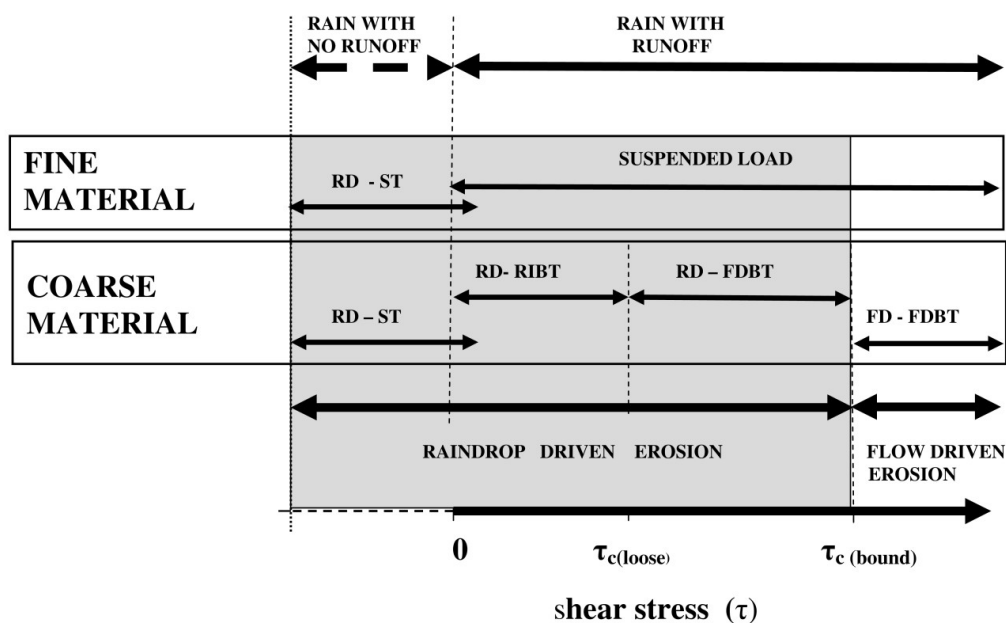 RAIN WITH
NO RUNOFF
RAIN WITH
RUNOFF
FINE
MATERIAL
RD - ST
SUSPENDED LOAD
COARSE
MATERIAL
RD- RIBT
RD – FDBT
RD – ST
FD - FDBT
RAINDROP DRIVEN EROSION
FLOW DRIVEN
EROSION
0
τc(loose)
τc (bound)
shear stress (τ)